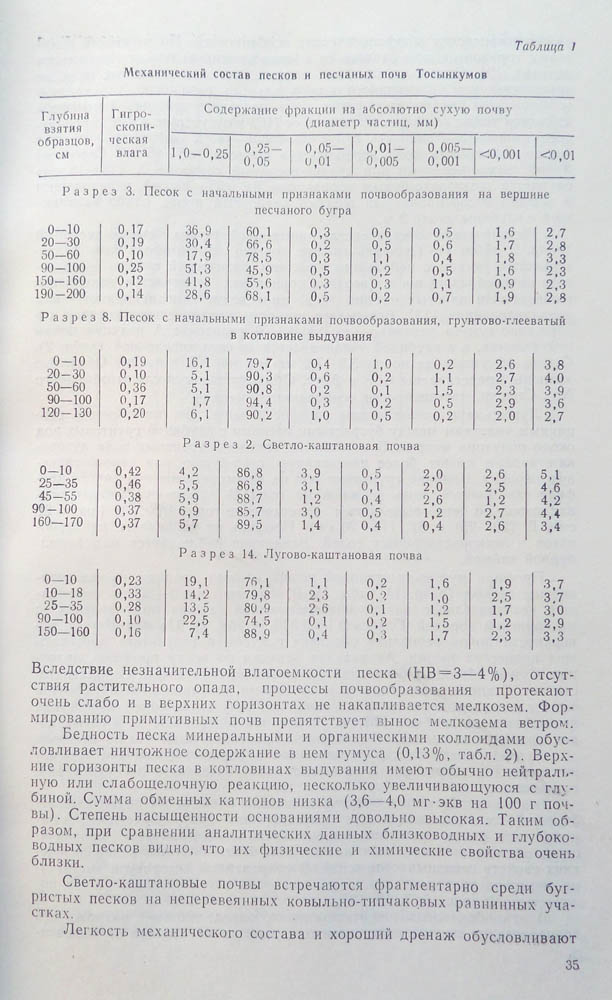 Таблица 1
Механический состав песков и песчаных почв Тосынкумов
Глубина взятия образцов, см | Гигроскопическая влага | Содержание фракции на абсолютно сухую почву (диаметр частиц, мм)
1,0—0,25 | 0,25—0,05 | 0,05—0,01 | 0,01—0,005 | 0,005—0,001 | <0,001 | <0,01
Разрез 3. Песок с начальными признаками почвообразования на вершине
песчаного бугра
0—10 0,17 36,9 60,1 0,3 0,6 0,5 1,6 2,7
20—30 0,19 30,4 66,6 0,2 0,5 0,6 1,7 2,8
50—60 0,10 17,9 78,5 0,3 1,1 0,4 1,8 3,3
90—100 0,25 51,3 45,9 0,5 0,2 0,5 1,6 2,3
150—160 0,12 41,8 55,6 0,3 0,3 1,1 0,9 2,3
190—200 0,14 28,6 68,1 0,5 0,2 0,7 1,9 2,8
Разрез 8. Песок с начальными признаками почвообразования, грунтово-глееватый
в котловине выдувания
0—10 0,19 16,1 79,7 0,4 1,0 0,2 2,6 3,8
20—30 0,10 5,1 90,3 0,6 0,2 1,1 2,7 4,0
50—60 0,36 5,1 90,8 0,2 0,1 1,5 2,3 3,9
90—100 0,17 1,7 94,4 0,3 0,2 0,5 2,9 3,6
120—130 0,20 6,1 90,2 1,0 0,5 0,2 2,0 2,7
Разрез 2. Светло-каштановая почва
0—10 0,42 4,2 86,8 3,9 0,5 2,0 2,6 5,1
25—35 0,46 5,5 86,8 3,1 0,1 2,0 2,5 4,6
45—55 0,38 5,9 88,7 1,2 0,4 2,6 1,2 4,2
90—100 0,37 6,9 85,7 3,0 0,5 1,2 2,7 4,4
160—170 0,37 5,7 89,5 1,4 0,4 0,4 2,6 3,4
Разрез 14. Лугово-каштановая почва
0—10 0,23 19,1 76,1 1,1 0,2 1,6 1,9 3,7
10—18 0,33 14,2 79,8 2,3 0,2 1,0 2,5 3,7
25—35 0,28 13,5 80,9 2,6 0,1 1,2 1,7 3,0
90—100 0,10 22,5 74,5 0,1 0,2 1,5 1,2 2,9
150—160 0,16 7,4 88,9 0,4 0,3 1,7 2,3 3,3
Вследствие незначительной влагоемкости песка (НВ=3—4%), отсут-
ствия растительного опада, процессы почвообразования протекают
очень слабо и в верхних горизонтах не накапливается мелкозем. Фор-
мированию примитивных почв препятствует вынос мелкозема ветром.
Бедность песка минеральными и органическими коллоидами обус-
ловливает ничтожное содержание в нем гумуса (0,13%, табл. 2). Верх-
ние горизонты песка в котловинах выдувания имеют обычно нейтраль-
ную или слабощелочную реакцию, несколько увеличивающуюся с глу-
биной. Сумма обменных катионов низка (3,6—4,0 мг·экв на 100 г поч-
вы). Степень насыщенности основаниями довольно высокая. Таким об-
разом, при сравнении аналитических данных близководных и глубоко-
водных песков видно, что их физические и химические свойства очень
близки.
Светло-каштановые почвы встречаются фрагментарно среди буг-
ристых песков на неперевеянных ковыльно-типчаковых равнинных уча-
стках.
Легкость механического состава и хороший дренаж обусловливают
35